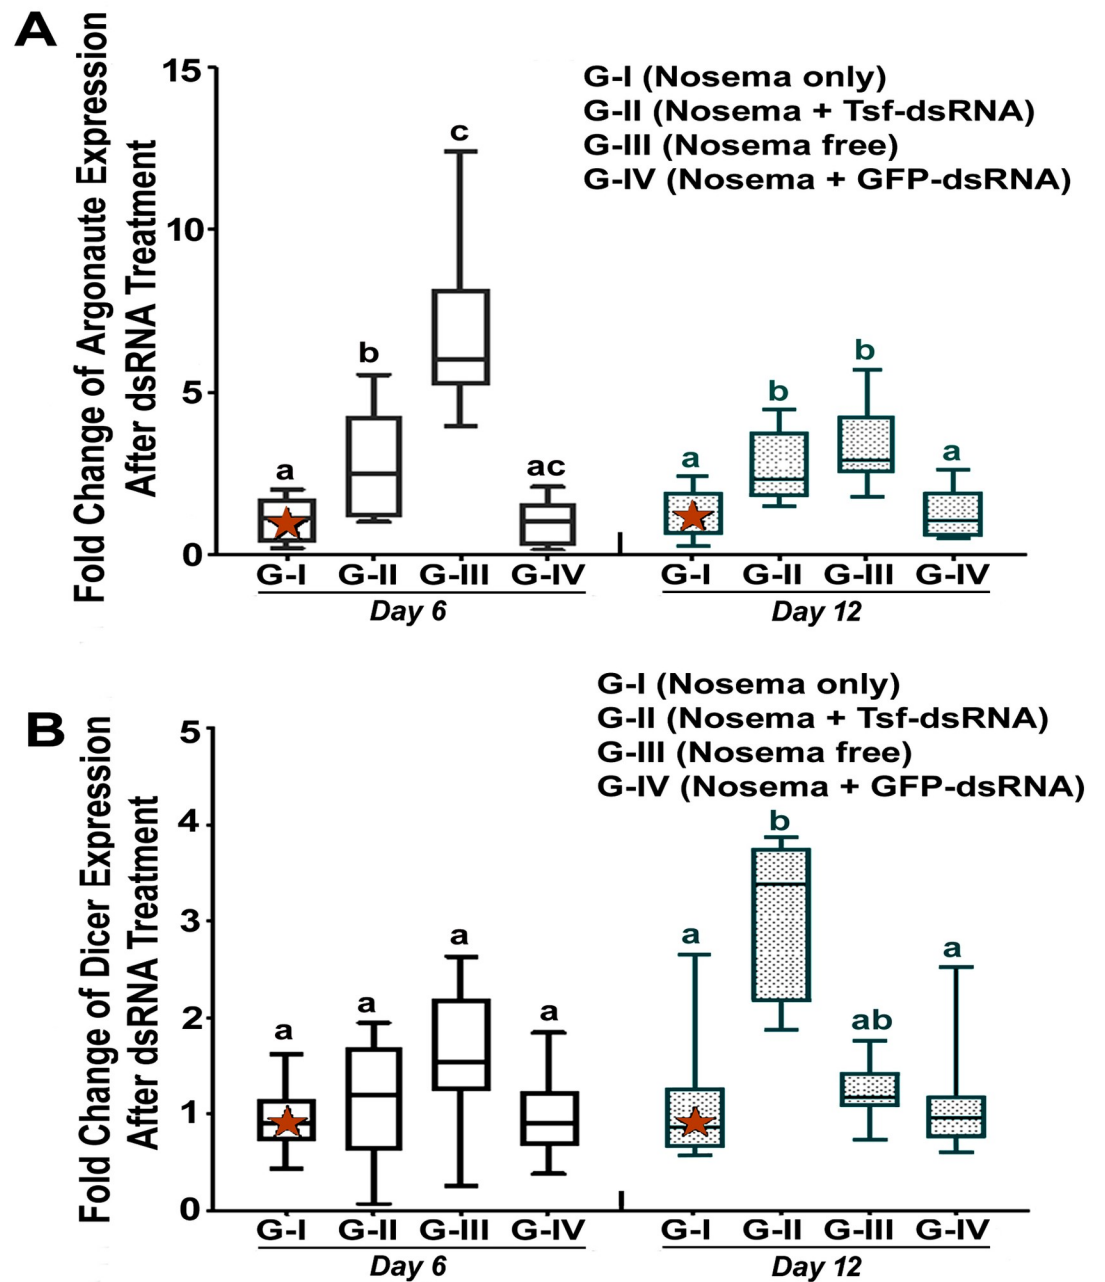 A
Fold Change of Argonaute Expression
After dsRNA Treatment
G-I (Nosema only)
G-II (Nosema + Tsf-dsRNA)
G-III (Nosema free)
G-IV (Nosema + GFP-dsRNA)
15
10
5
0
a
b
c
ac
a
b
b
a
G-I G-II G-III G-IV G-I G-II G-III G-IV
Day 6 Day 12
B
Fold Change of Dicer Expression
After dsRNA Treatment
G-I (Nosema only)
G-II (Nosema + Tsf-dsRNA)
G-III (Nosema free)
G-IV (Nosema + GFP-dsRNA)
5
4
3
2
1
0
a
a
a
a
a
b
ab
a
G-I G-II G-III G-IV G-I G-II G-III G-IV
Day 6 Day 12